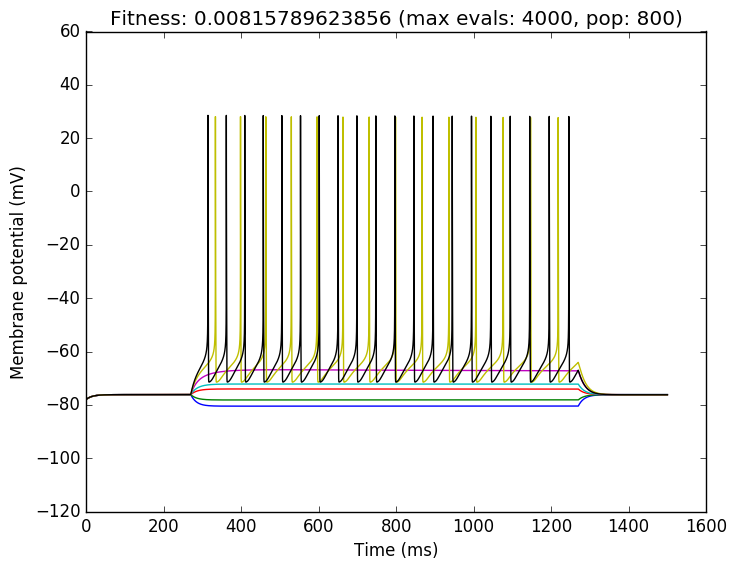 Fitness: 0.00815789623856 (max evals: 4000, pop: 800)
60
40
20
0
−20
−40
−60
−80
−100
−120
Membrane potential (mV)
0 200 400 600 800 1000 1200 1400 1600
Time (ms)